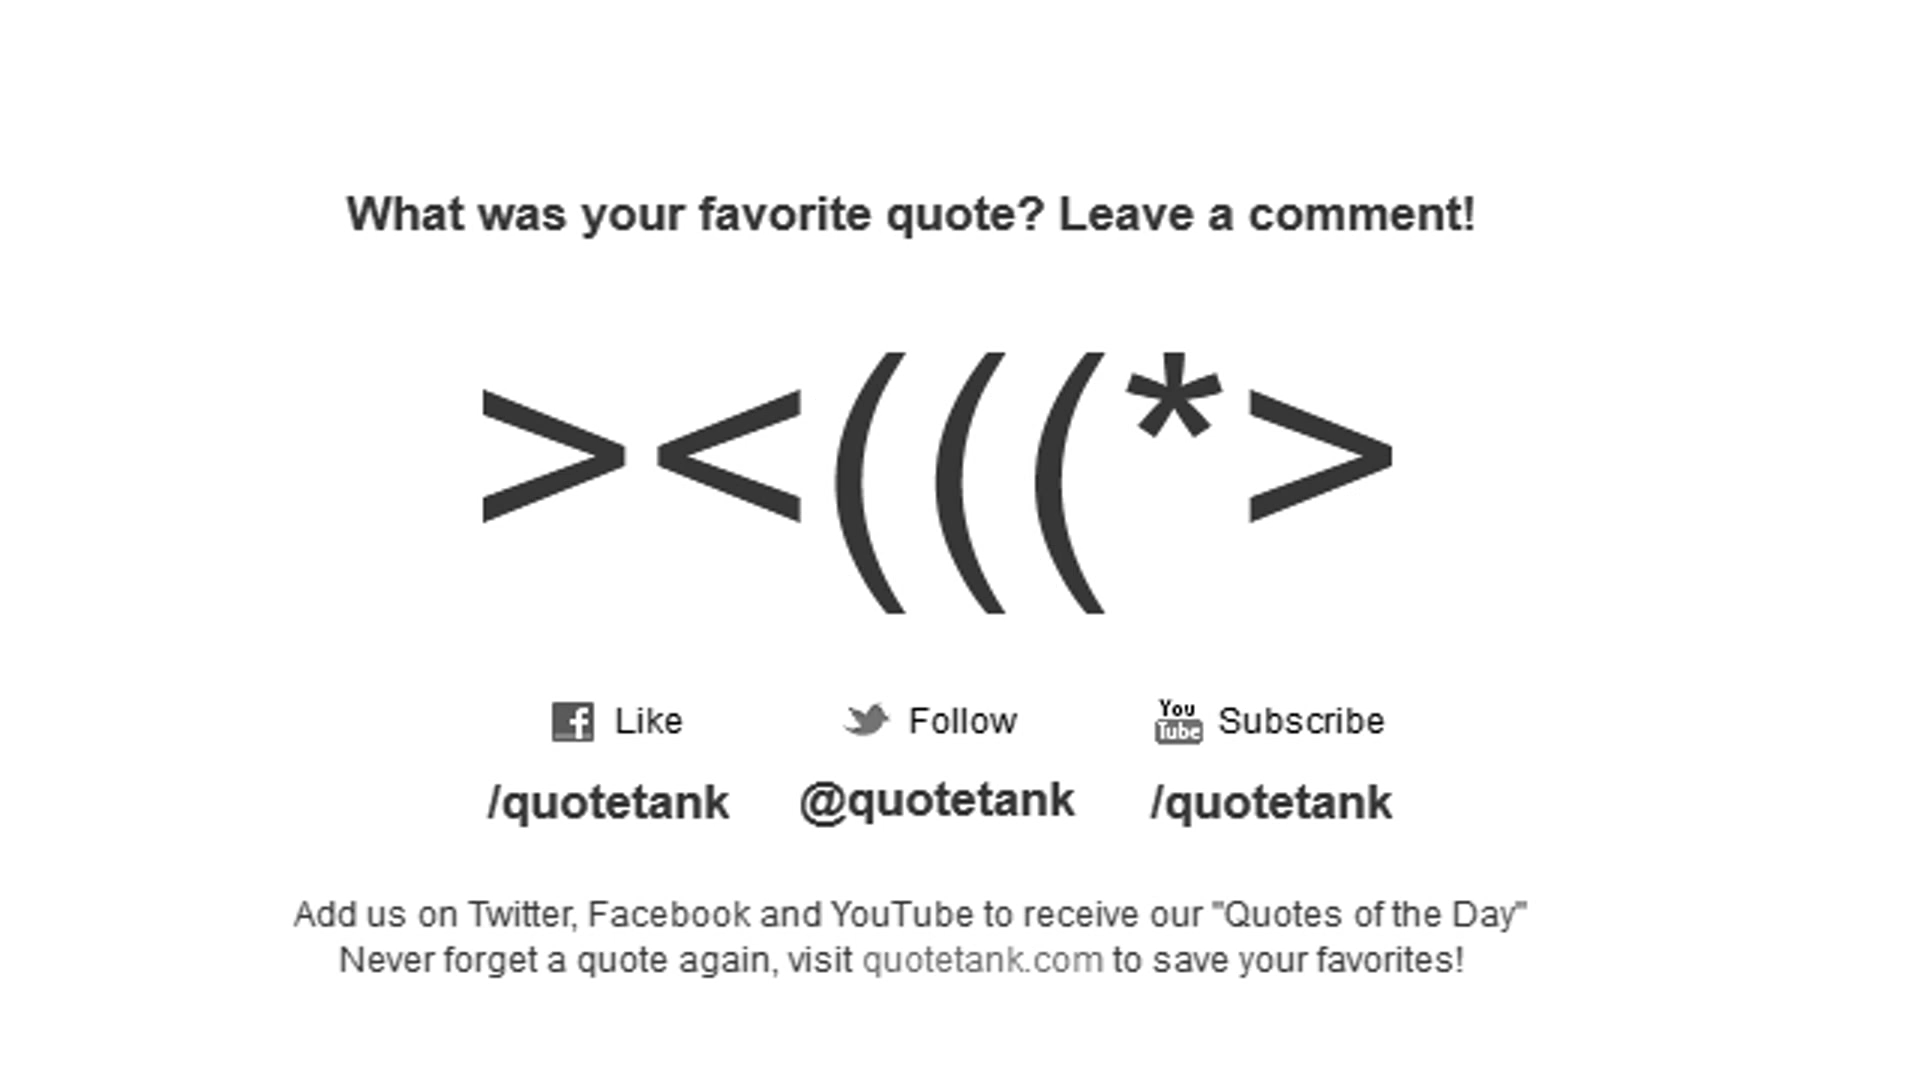 What was your favorite quote? Leave a comment!
><(((*>
f Like Follow You Tube Subscribe
/quotetank @quotetank /quotetank
Add us on Twitter, Facebook and YouTube to receive our "Quotes of the Day"
Never forget a quote again, visit quotetank.com to save your favorites!